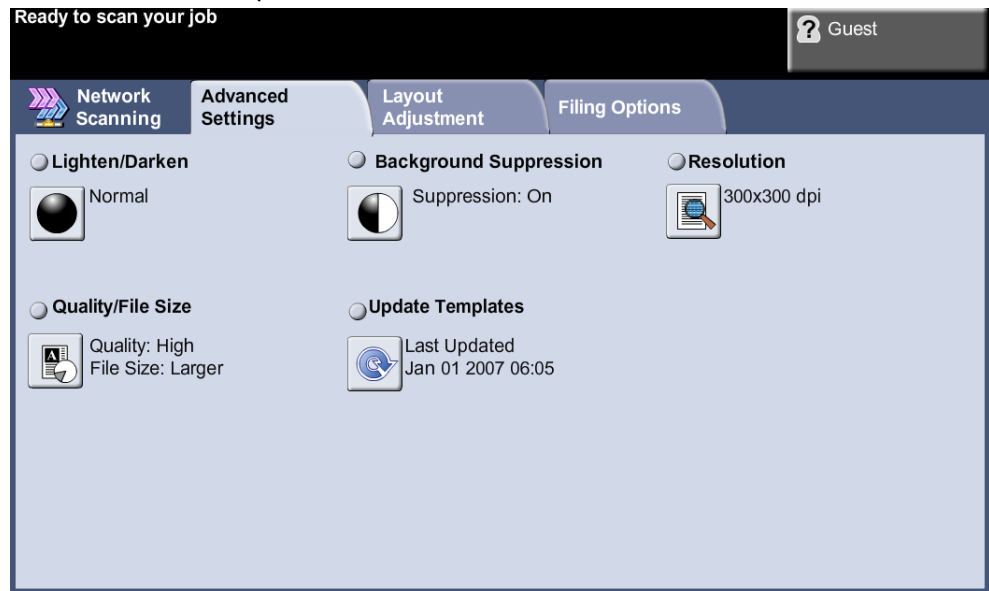 Ready to scan your job
? Guest
Network Scanning
Advanced Settings
Layout Adjustment
Filing Options
Lighten/Darken
Normal
Background Suppression
Suppression: On
Resolution
300x300 dpi
Quality/File Size
A
Quality: High
File Size: Larger
Update Templates
Last Updated
Jan 01 2007 06:05